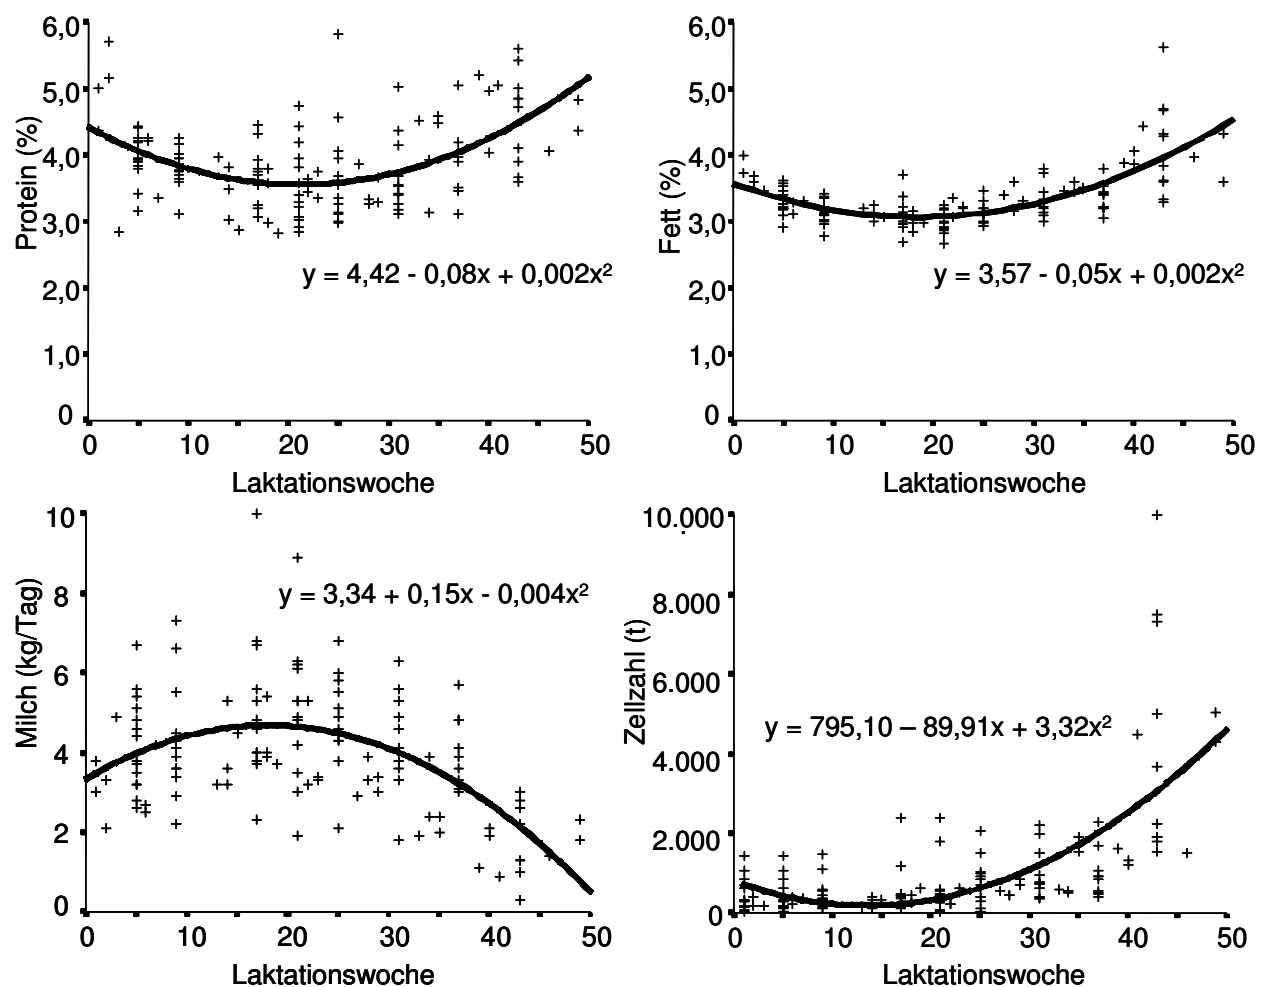 6,0
5,0
4,0
3,0
2,0
1,0
0
Protein (%)
y = 4,42 - 0,08x + 0,002x²
0 10 20 30 40 50
Laktationswoche
6,0
5,0
4,0
3,0
2,0
1,0
0
Fett (%)
y = 3,57 - 0,05x + 0,002x²
0 10 20 30 40 50
Laktationswoche
10
8
6
4
2
0
Milch (kg/Tag)
y = 3,34 + 0,15x - 0,004x²
0 10 20 30 40 50
Laktationswoche
10.000
8.000
6.000
4.000
2.000
0
Zellzahl (t)
y = 795,10 – 89,91x + 3,32x²
0 10 20 30 40 50
Laktationswoche